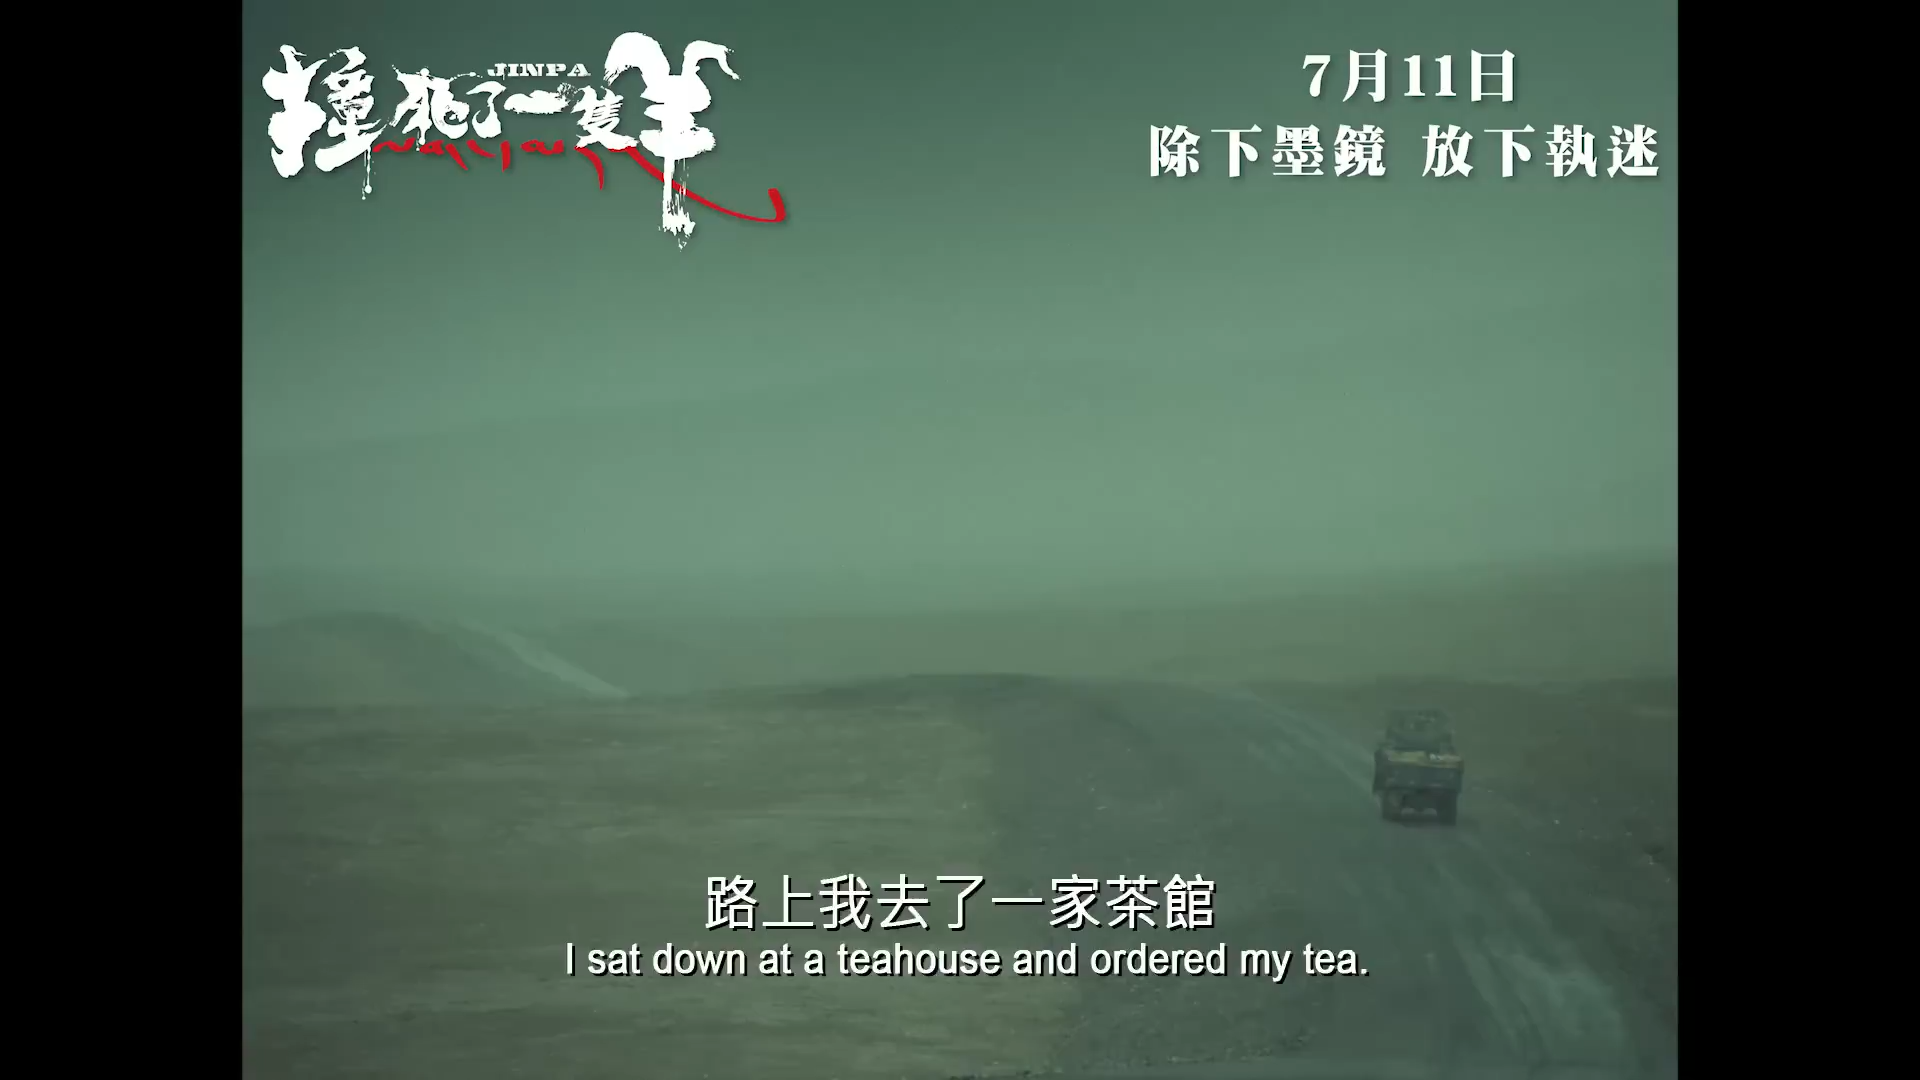 撞死了一隻羊
JINPA
7月11日
除下墨鏡 放下執迷
路上我去了一家茶館
I sat down at a teahouse and ordered my tea.